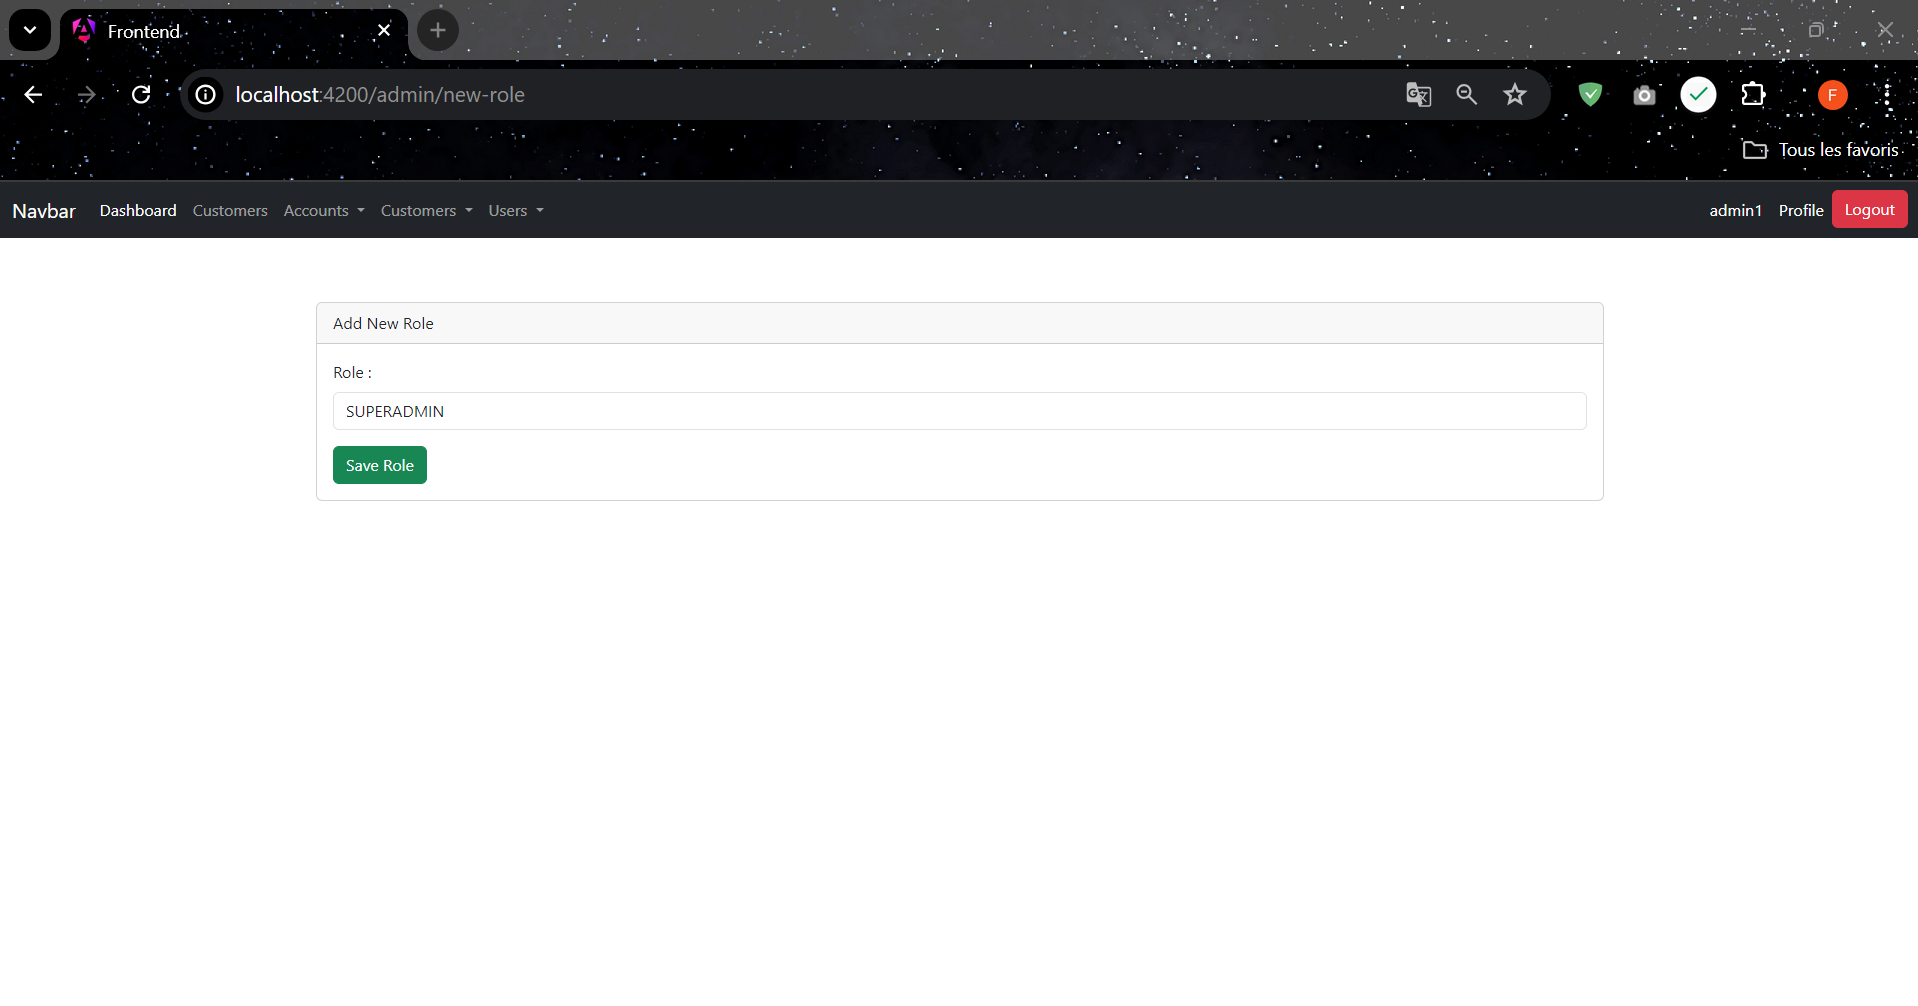 Frontend
localhost:4200/admin/new-role
F
Tous les favoris
Navbar Dashboard Customers Accounts Customers Users admin1 Profile Logout
Add New Role
Role :
SUPERADMIN
Save Role